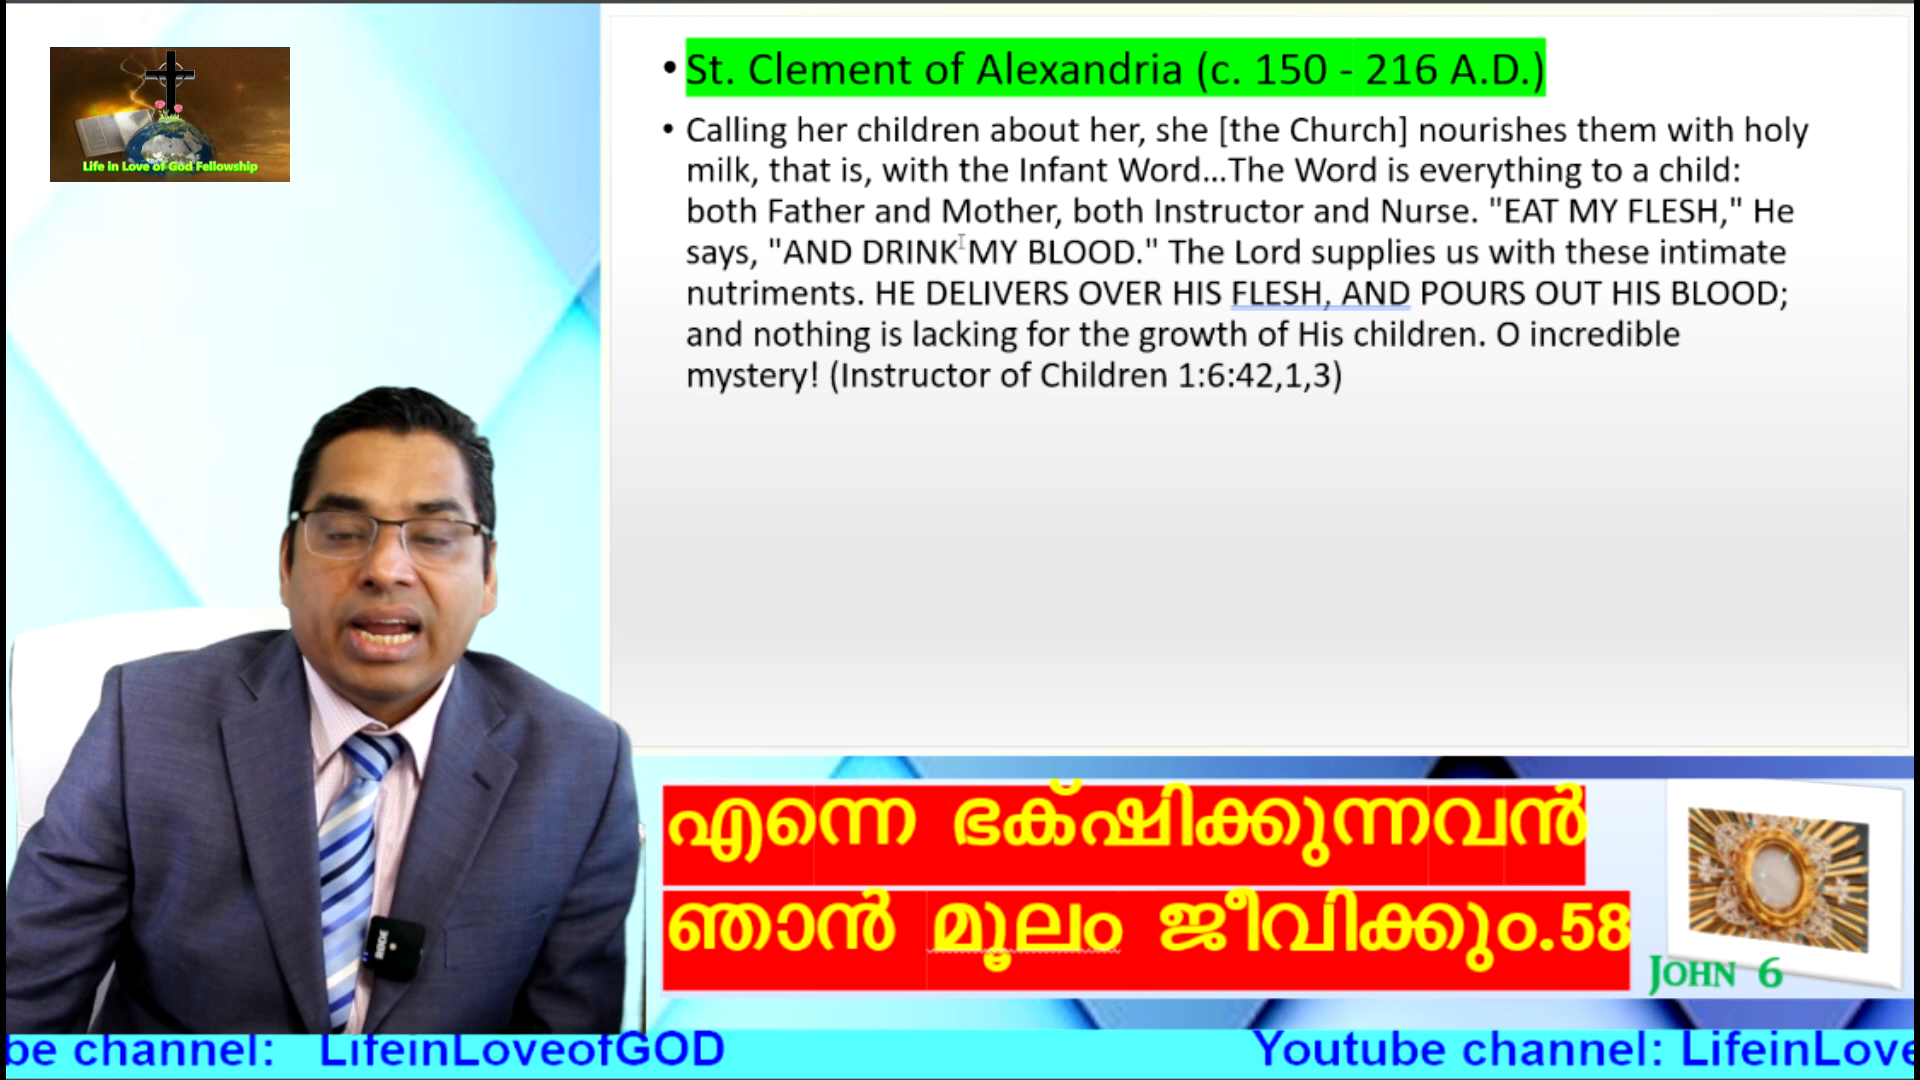 Life in Love of God Fellowship
• St. Clement of Alexandria (c. 150 - 216 A.D.)
• Calling her children about her, she [the Church] nourishes them with holy
milk, that is, with the Infant Word...The Word is everything to a child:
both Father and Mother, both Instructor and Nurse. "EAT MY FLESH," He
says, "AND DRINK MY BLOOD." The Lord supplies us with these intimate
nutriments. HE DELIVERS OVER HIS FLESH, AND POURS OUT HIS BLOOD;
and nothing is lacking for the growth of His children. O incredible
mystery! (Instructor of Children 1:6:42,1,3)
RØDE
എന്നെ ഭക്‌ഷിക്കുന്നവൻ
ഞാൻ മൂലം ജീവിക്കും.58
JOHN 6
be channel: LifeinLoveofGOD Youtube channel: LifeinLove